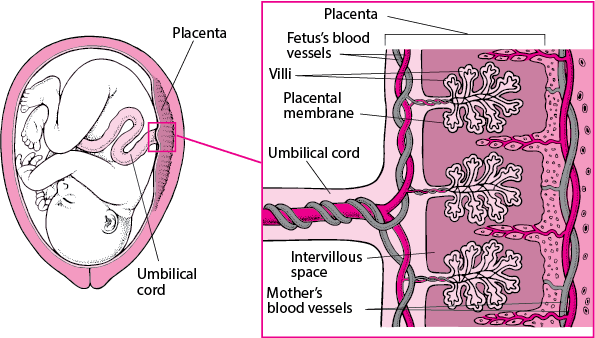 Placenta
Umbilical
cord
Placenta
Fetus's blood
vessels
Villi
Placental
membrane
Umbilical cord
Intervillous
space
Mother's
blood vessels